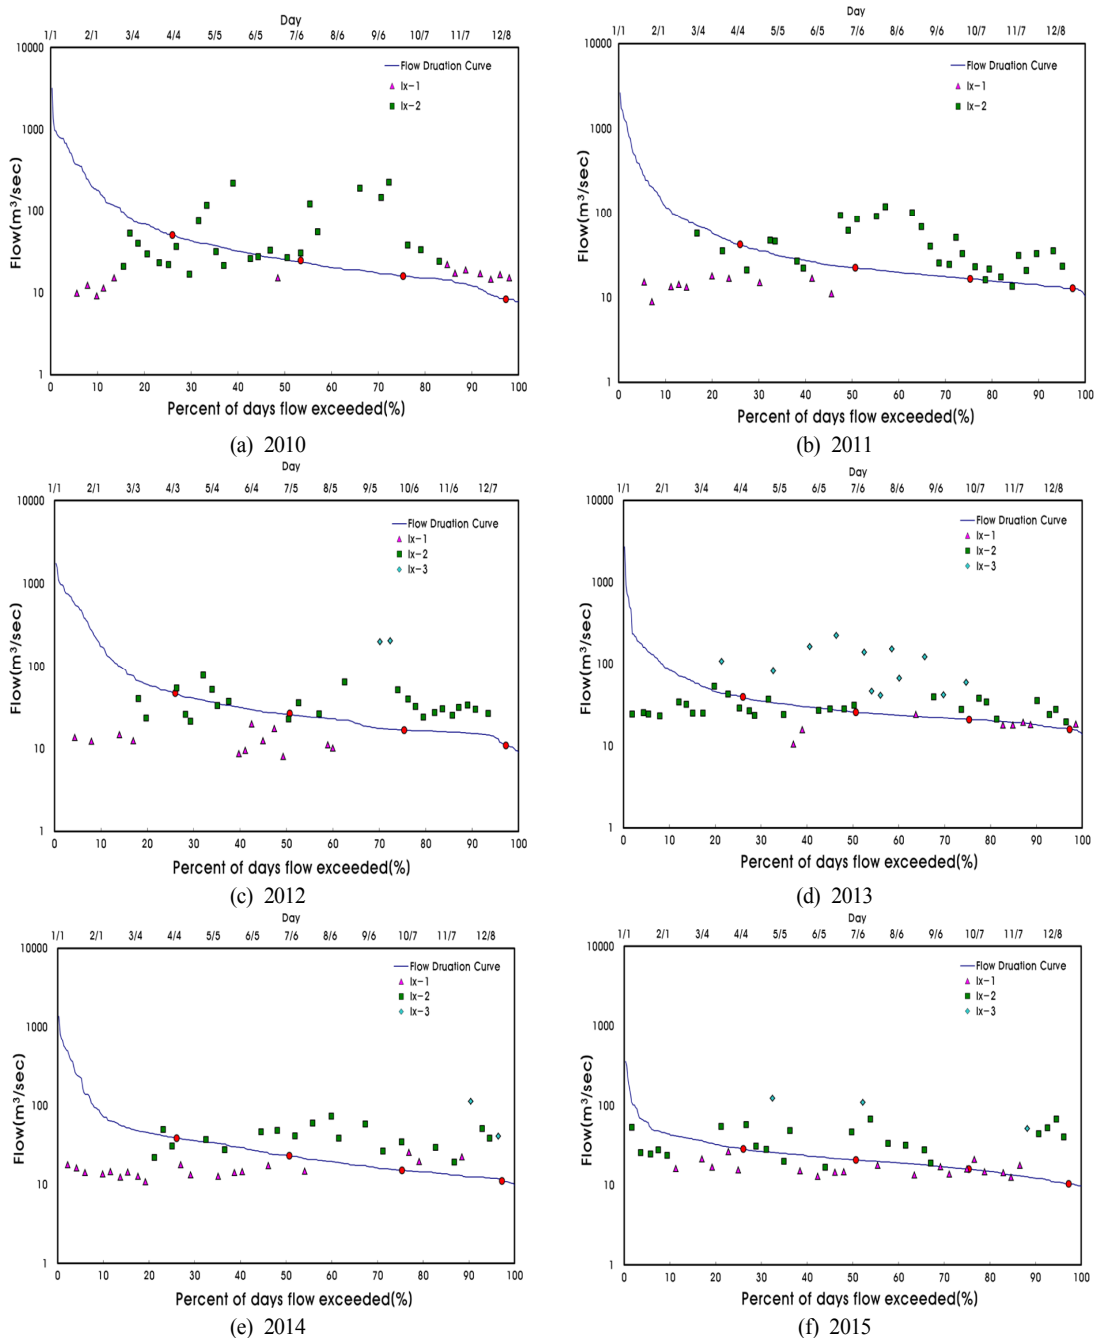 Day
1/1 2/1 3/4 4/4 5/5 6/5 7/6 8/6 9/6 10/7 11/7 12/8
10000
1000
100
10
1
Flow(m³/sec)
Flow Druation Curve
Ix-1
Ix-2
0 10 20 30 40 50 60 70 80 90 100
Percent of days flow exceeded(%)
(a) 2010
Day
1/1 2/1 3/4 4/4 5/5 6/5 7/6 8/6 9/6 10/7 11/7 12/8
10000
1000
100
10
1
Flow(m³/sec)
Flow Druation Curve
Ix-1
Ix-2
0 10 20 30 40 50 60 70 80 90 100
Percent of days flow exceeded(%)
(b) 2011
Day
1/1 2/1 3/3 4/3 5/4 6/4 7/5 8/5 9/5 10/6 11/6 12/7
10000
1000
100
10
1
Flow(m³/sec)
Flow Druation Curve
Ix-1
Ix-2
Ix-3
0 10 20 30 40 50 60 70 80 90 100
Percent of days flow exceeded(%)
(c) 2012
Day
1/1 2/1 3/4 4/4 5/5 6/5 7/6 8/6 9/6 10/7 11/7 12/8
10000
1000
100
10
1
Flow(m³/sec)
Flow Druation Curve
Ix-1
Ix-2
Ix-3
0 10 20 30 40 50 60 70 80 90 100
Percent of days flow exceeded(%)
(d) 2013
Day
1/1 2/1 3/4 4/4 5/5 6/5 7/6 8/6 9/6 10/7 11/7 12/8
10000
1000
100
10
1
Flow(m³/sec)
Flow Druation Curve
Ix-1
Ix-2
Ix-3
0 10 20 30 40 50 60 70 80 90 100
Percent of days flow exceeded(%)
(e) 2014
Day
1/1 2/1 3/4 4/4 5/5 6/5 7/6 8/6 9/6 10/7 11/7 12/8
10000
1000
100
10
1
Flow(m³/sec)
Flow Druation Curve
Ix-1
Ix-2
Ix-3
0 10 20 30 40 50 60 70 80 90 100
Percent of days flow exceeded(%)
(f) 2015